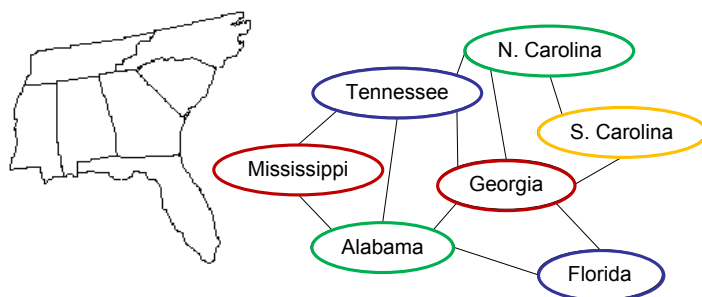 N. Carolina
Tennessee
S. Carolina
Mississippi
Georgia
Alabama
Florida